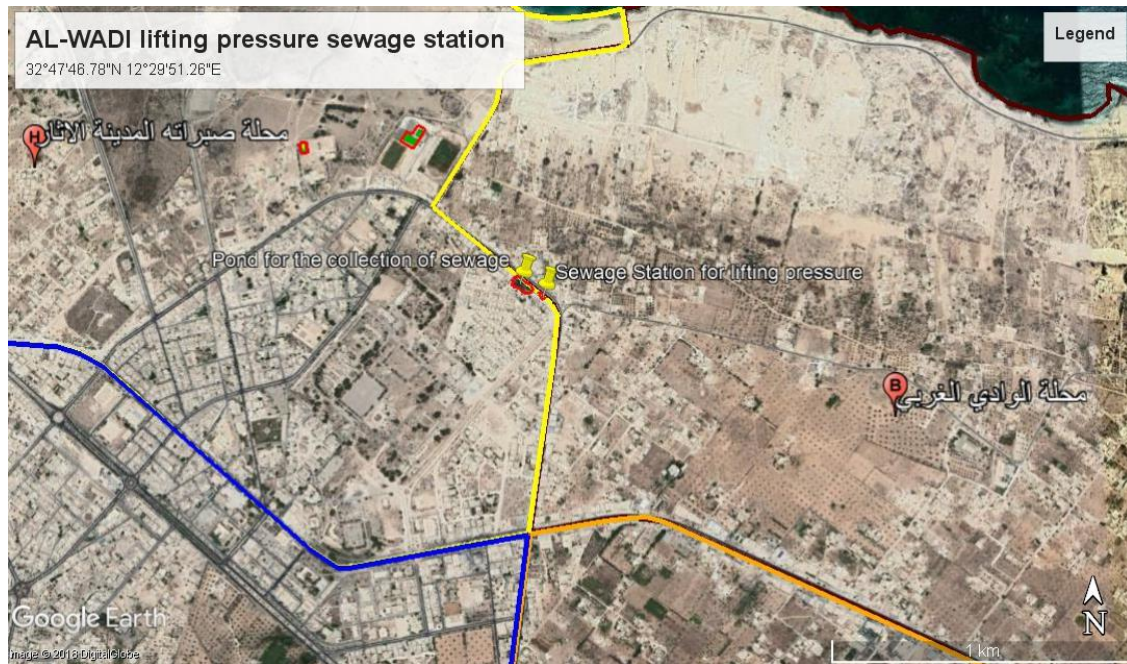 AL-WADI lifting pressure sewage station
32°47'46.78"N 12°29'51.26"E
Legend
H
محلة صبراته المدينة الاثار
Pond for the collection of sewage
Sewage Station for lifting pressure
B
محلة الوادي الغربي
N
Google Earth
Image © 2018 DigitalGlobe
1 km